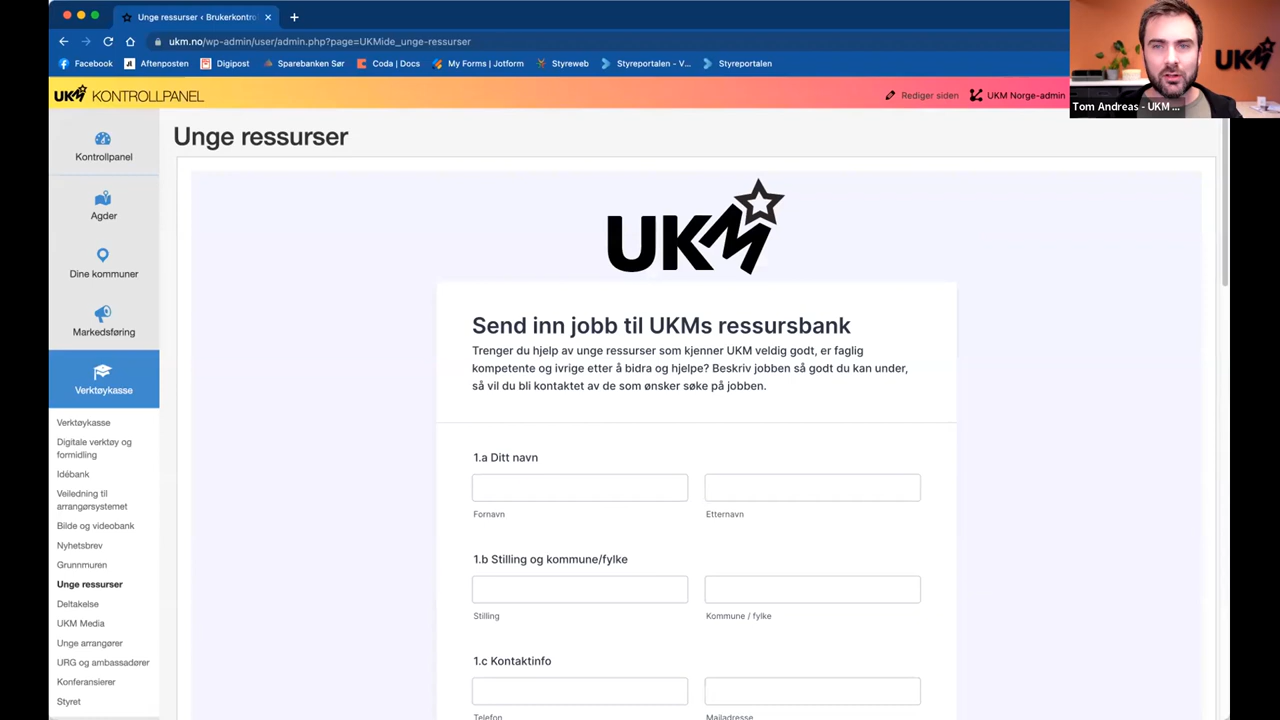 Unge ressurser < Brukerkontrol
ukm.no/wp-admin/user/admin.php?page=UKMide_unge-ressurser
Facebook
Aftenposten
Digipost
Sparebanken Sør
Coda | Docs
My Forms | Jotform
Styreweb
Styreportalen - V...
Styreportalen
UKM KONTROLLPANEL
Rediger siden
UKM Norge-admin
UKM
Tom Andreas - UKM ...
Kontrollpanel
Agder
Dine kommuner
Markedsføring
Verktøykasse
Verktøykasse
Digitale verktøy og
formidling
Idébank
Veiledning til
arrangørsystemet
Bilde og videobank
Nyhetsbrev
Grunnmuren
Unge ressurser
Deltakelse
UKM Media
Unge arrangører
URG og ambassadører
Konferansierer
Styret
Unge ressurser
UKM
Send inn jobb til UKMs ressursbank
Trenger du hjelp av unge ressurser som kjenner UKM veldig godt, er faglig
kompetente og ivrige etter å bidra og hjelpe? Beskriv jobben så godt du kan under,
så vil du bli kontaktet av de som ønsker søke på jobben.
1.a Ditt navn
Fornavn
Etternavn
1.b Stilling og kommune/fylke
Stilling
Kommune / fylke
1.c Kontaktinfo
Telefon
Mailadresse